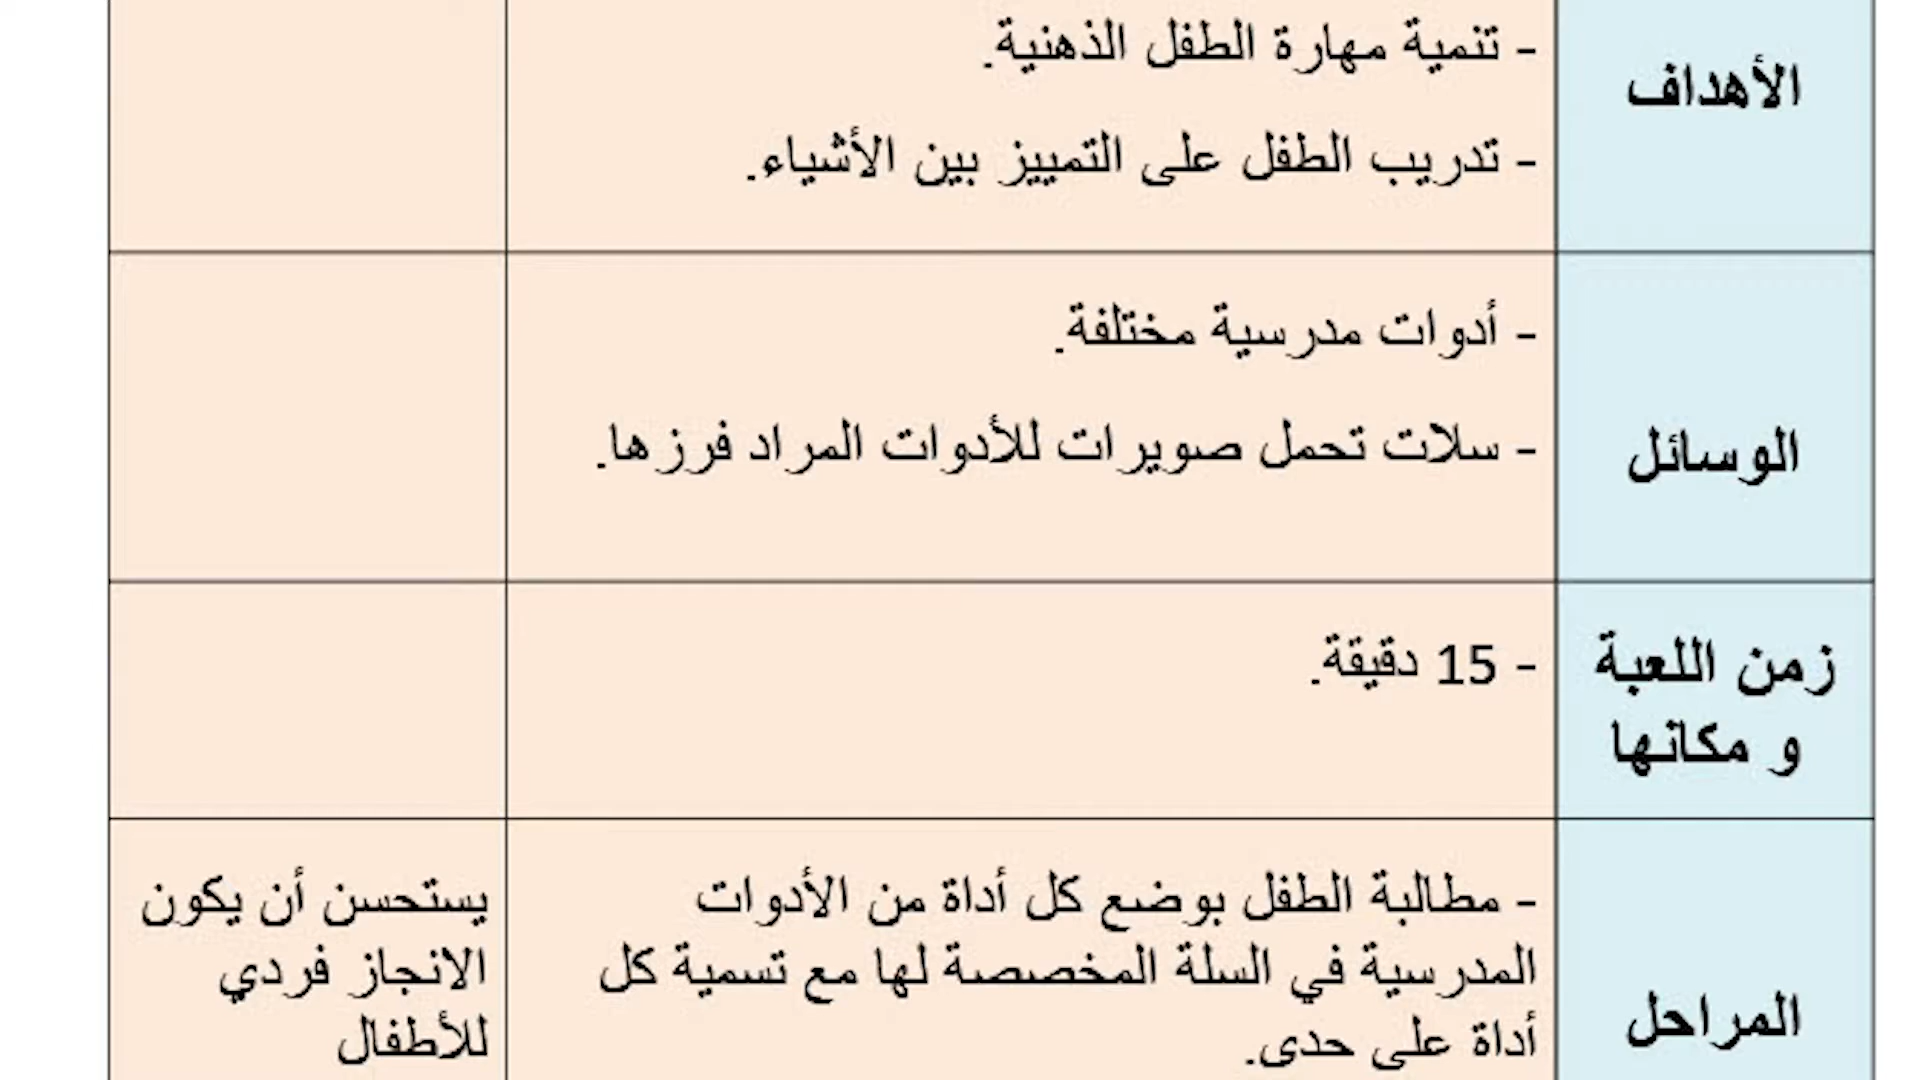 الأهداف
- تنمية مهارة الطفل الذهنية.
- تدريب الطفل على التمييز بين الأشياء.
الوسائل
- أدوات مدرسية مختلفة.
- سلات تحمل صويرات للأدوات المراد فرزها.
زمن اللعبة
و مكانها
- 15 دقيقة.
المراحل
- مطالبة الطفل بوضع كل أداة من الأدوات
المدرسية في السلة المخصصة لها مع تسمية كل
أداة على حدى.
يستحسن أن يكون
الانجاز فردي
للأطفال